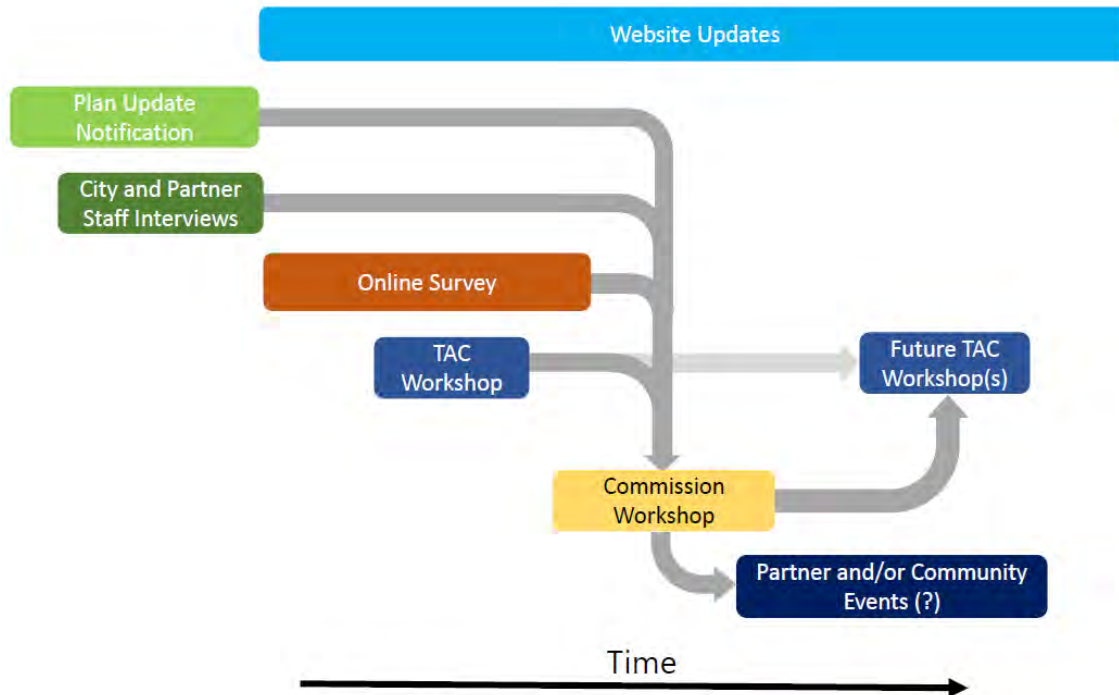 Website Updates
Plan Update
Notification
City and Partner
Staff Interviews
Online Survey
TAC
Workshop
Future TAC
Workshop(s)
Commission
Workshop
Partner and/or Community
Events (?)
Time